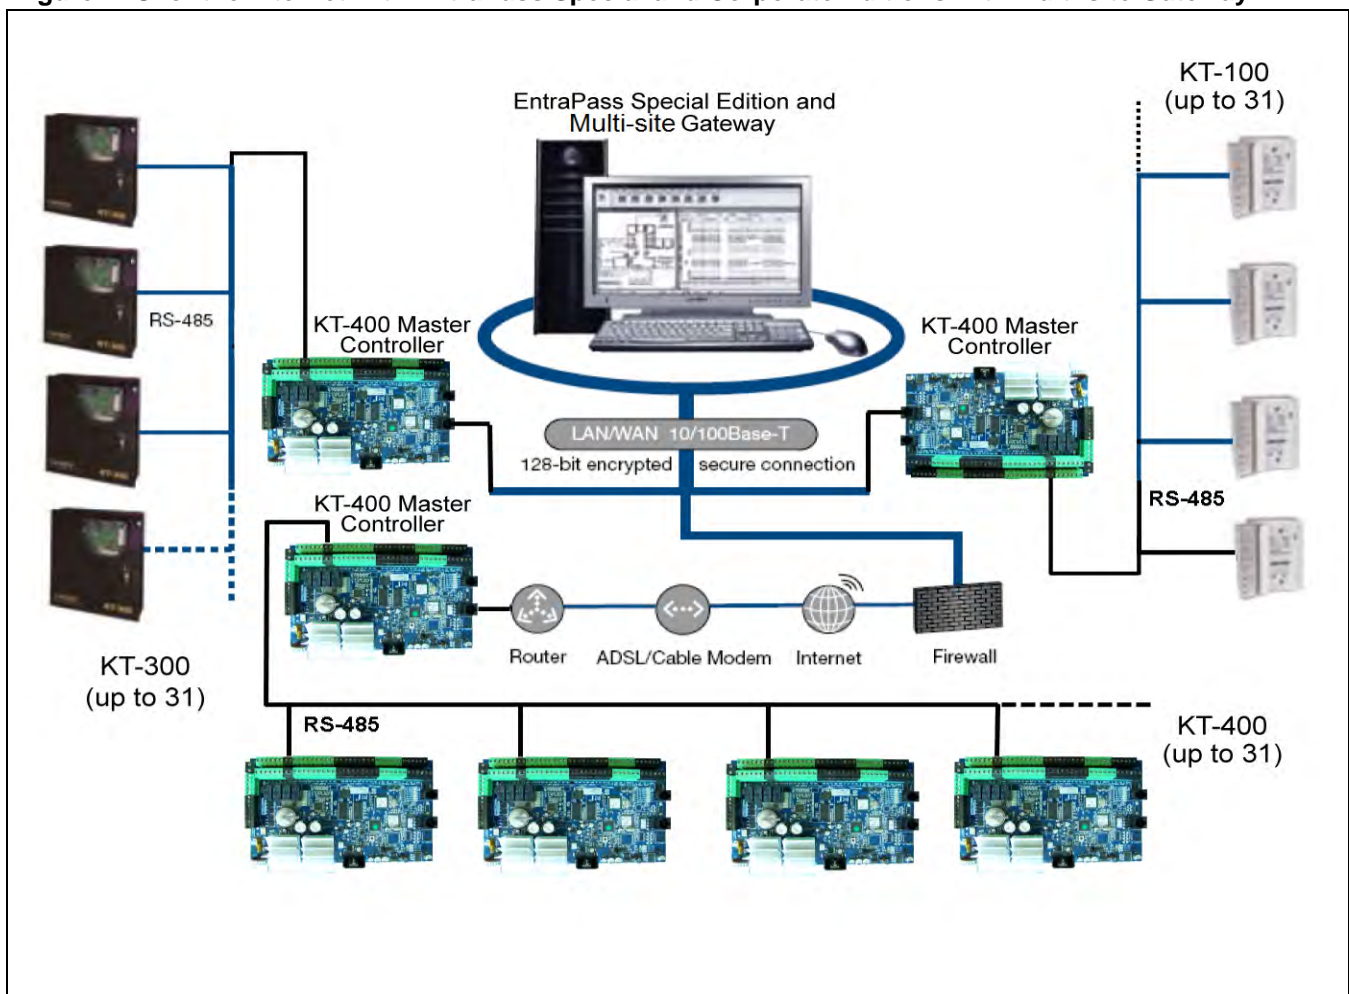 KT-100
(up to 31)
EntraPass Special Edition and
Multi-site Gateway
RS-485
KT-400 Master
Controller
KT-400 Master
Controller
LAN/WAN 10/100Base-T
128-bit encrypted secure connection
RS-485
KT-400 Master
Controller
Router
ADSL/Cable Modem
Internet
Firewall
KT-300
(up to 31)
RS-485
KT-400
(up to 31)